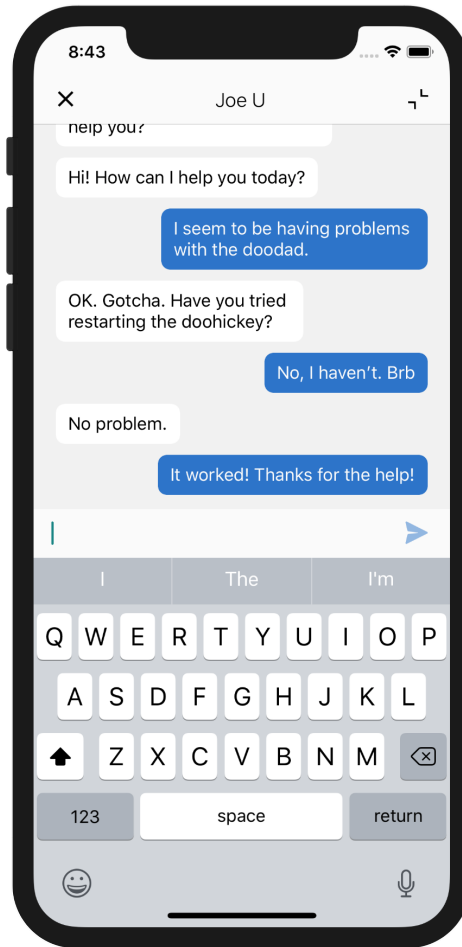 8:43
Joe U
help you?
Hi! How can I help you today?
I seem to be having problems
with the doodad.
OK. Gotcha. Have you tried
restarting the doohickey?
No, I haven’t. Brb
No problem.
It worked! Thanks for the help!
I The I'm
Q W E R T Y U I O P
A S D F G H J K L
Z X C V B N M
123 space return